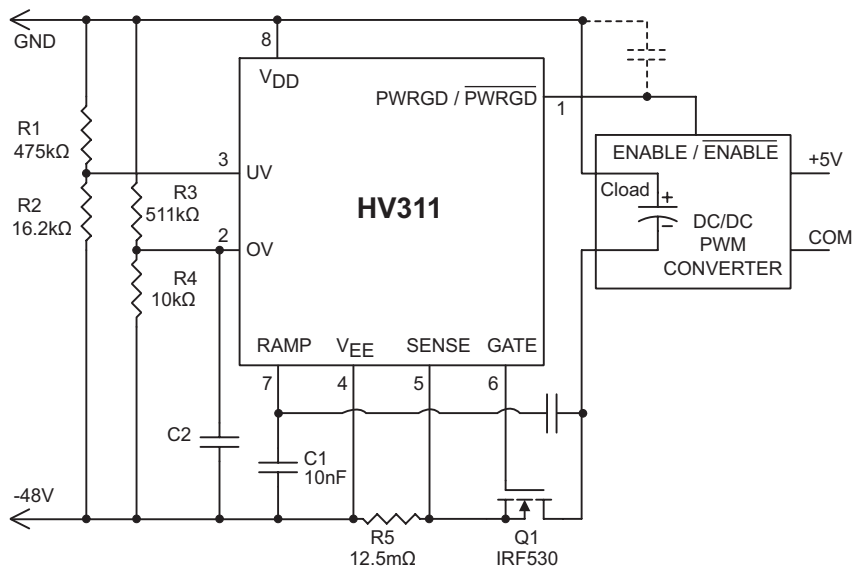 GND
8
VDD
PWRGD / PWRGD
1
R1
475kΩ
3
UV
ENABLE / ENABLE
+5V
R2
16.2kΩ
R3
511kΩ
HV311
Cload
+
–
DC/DC
PWM
CONVERTER
2
OV
COM
R4
10kΩ
RAMP
VEE
SENSE
GATE
7
4
5
6
C2
C1
10nF
-48V
R5
12.5mΩ
Q1
IRF530